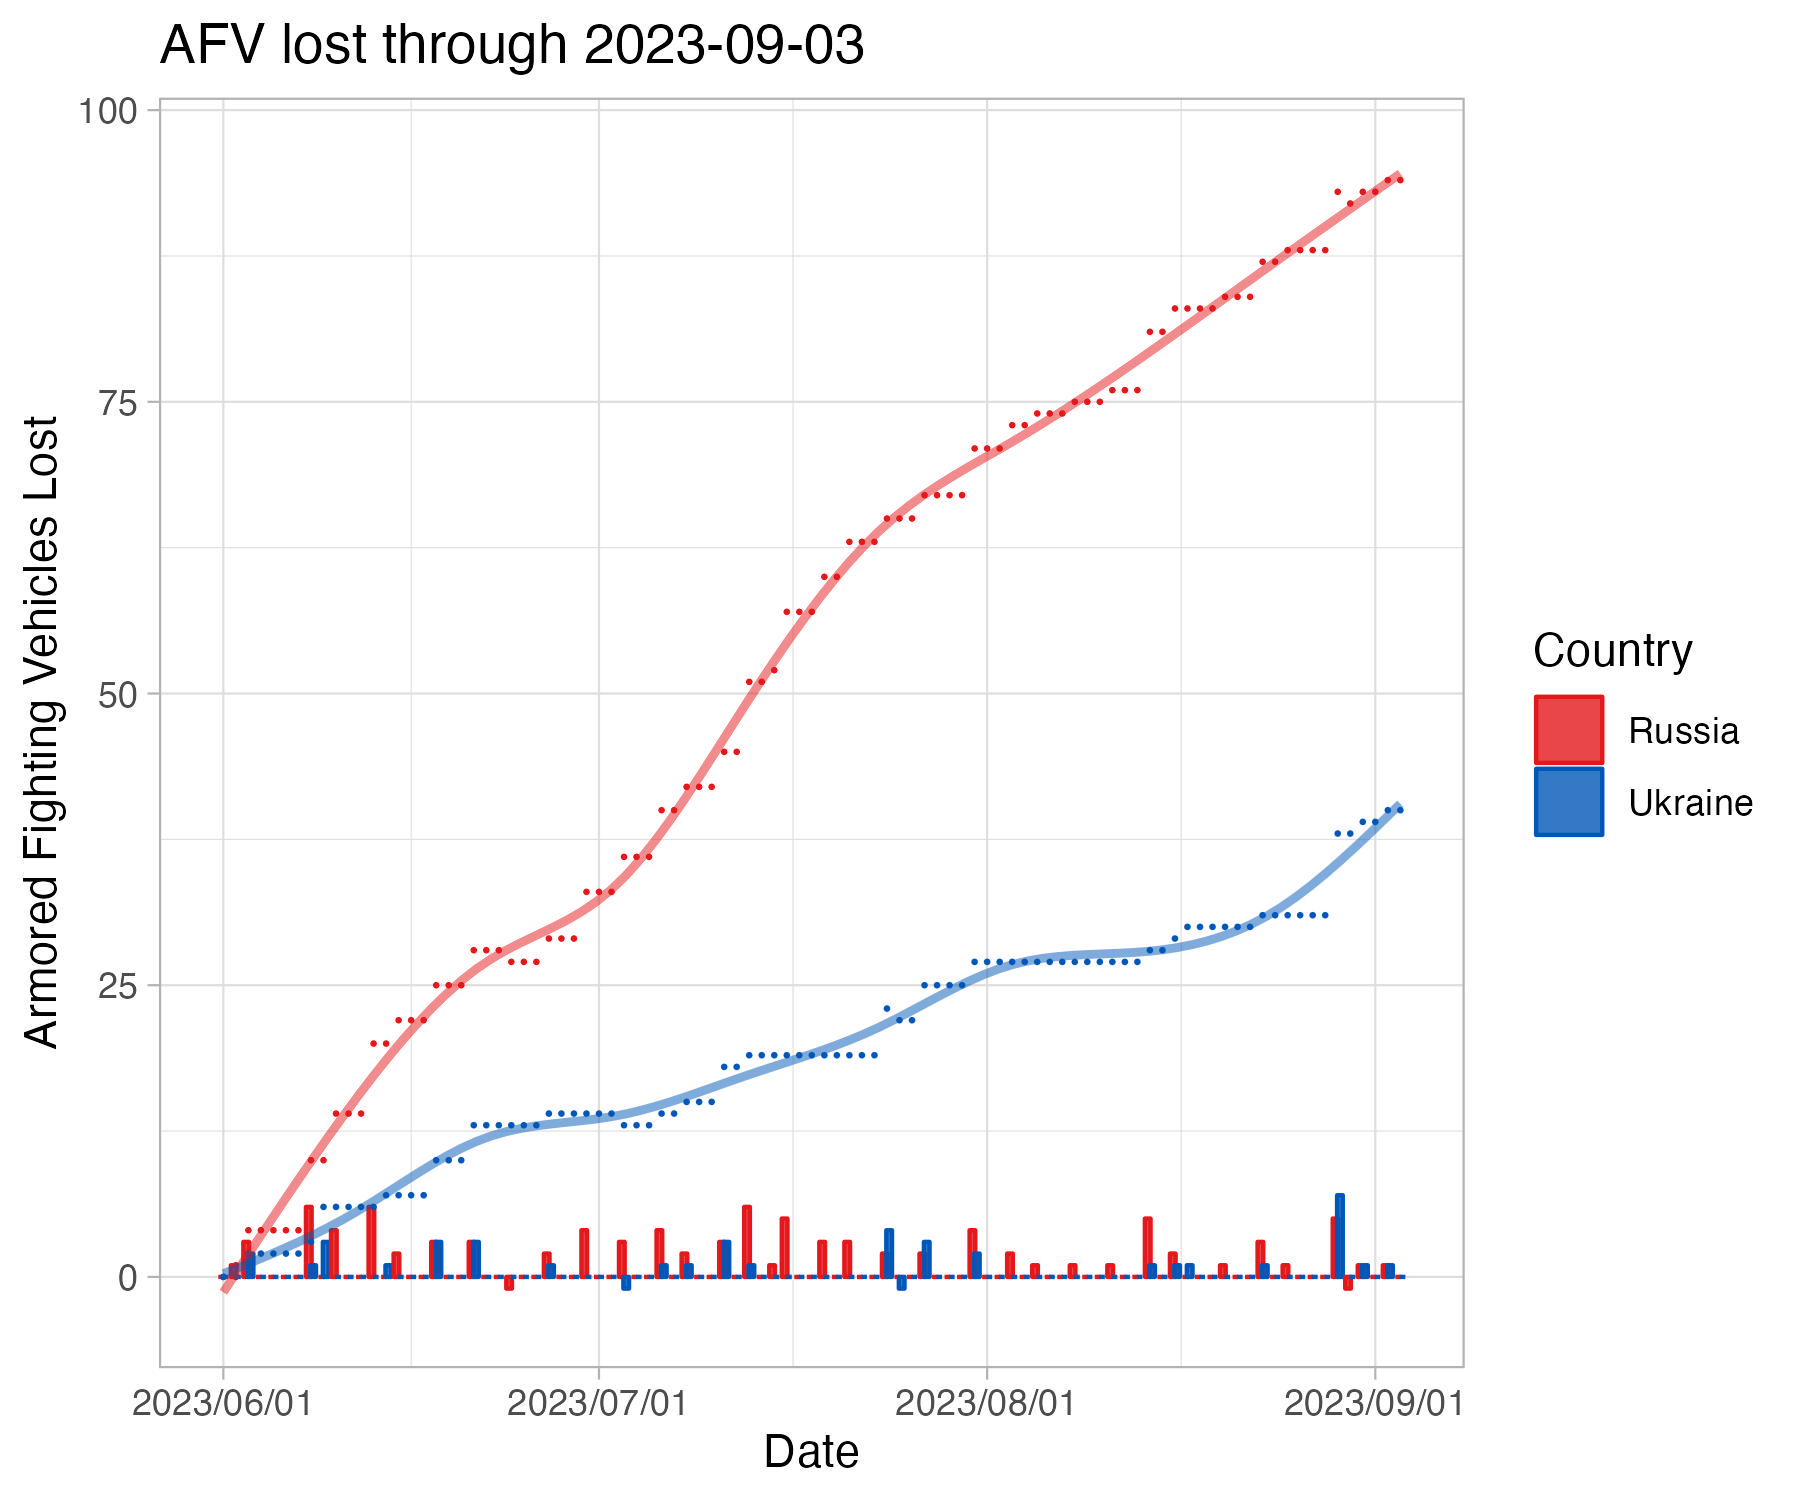 AFV lost through 2023-09-03
100
75
50
25
0
Armored Fighting Vehicles Lost
2023/06/01
2023/07/01
2023/08/01
2023/09/01
Date
Country
Russia
Ukraine